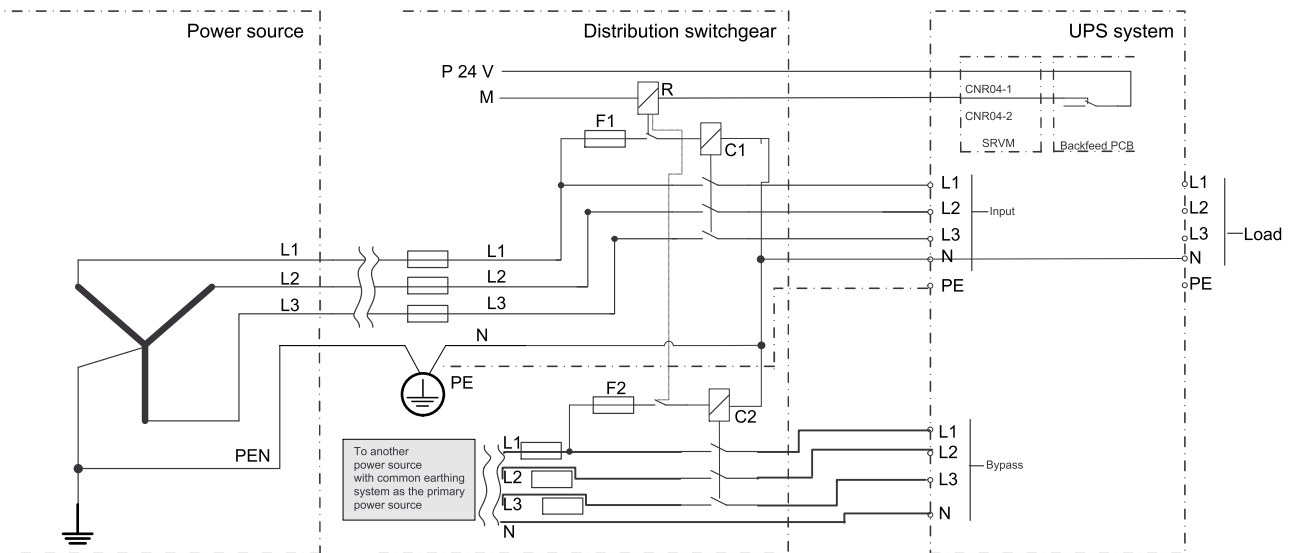 Power source
Distribution switchgear
UPS system
P 24 V
M
R
CNR04-1
CNR04-2
SRVM
Backfeed PCB
F1
C1
L1
L2
L3
N
PE
Input
L1
L2
L3
N
PE
Load
L1
L2
L3
L1
L2
L3
N
PE
PEN
F2
C2
To another
power source
with common earthing
system as the primary
power source
L1
L2
L3
N
L1
L2
L3
N
Bypass